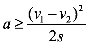 a ≥ (v₁ − v₂)² / 2s